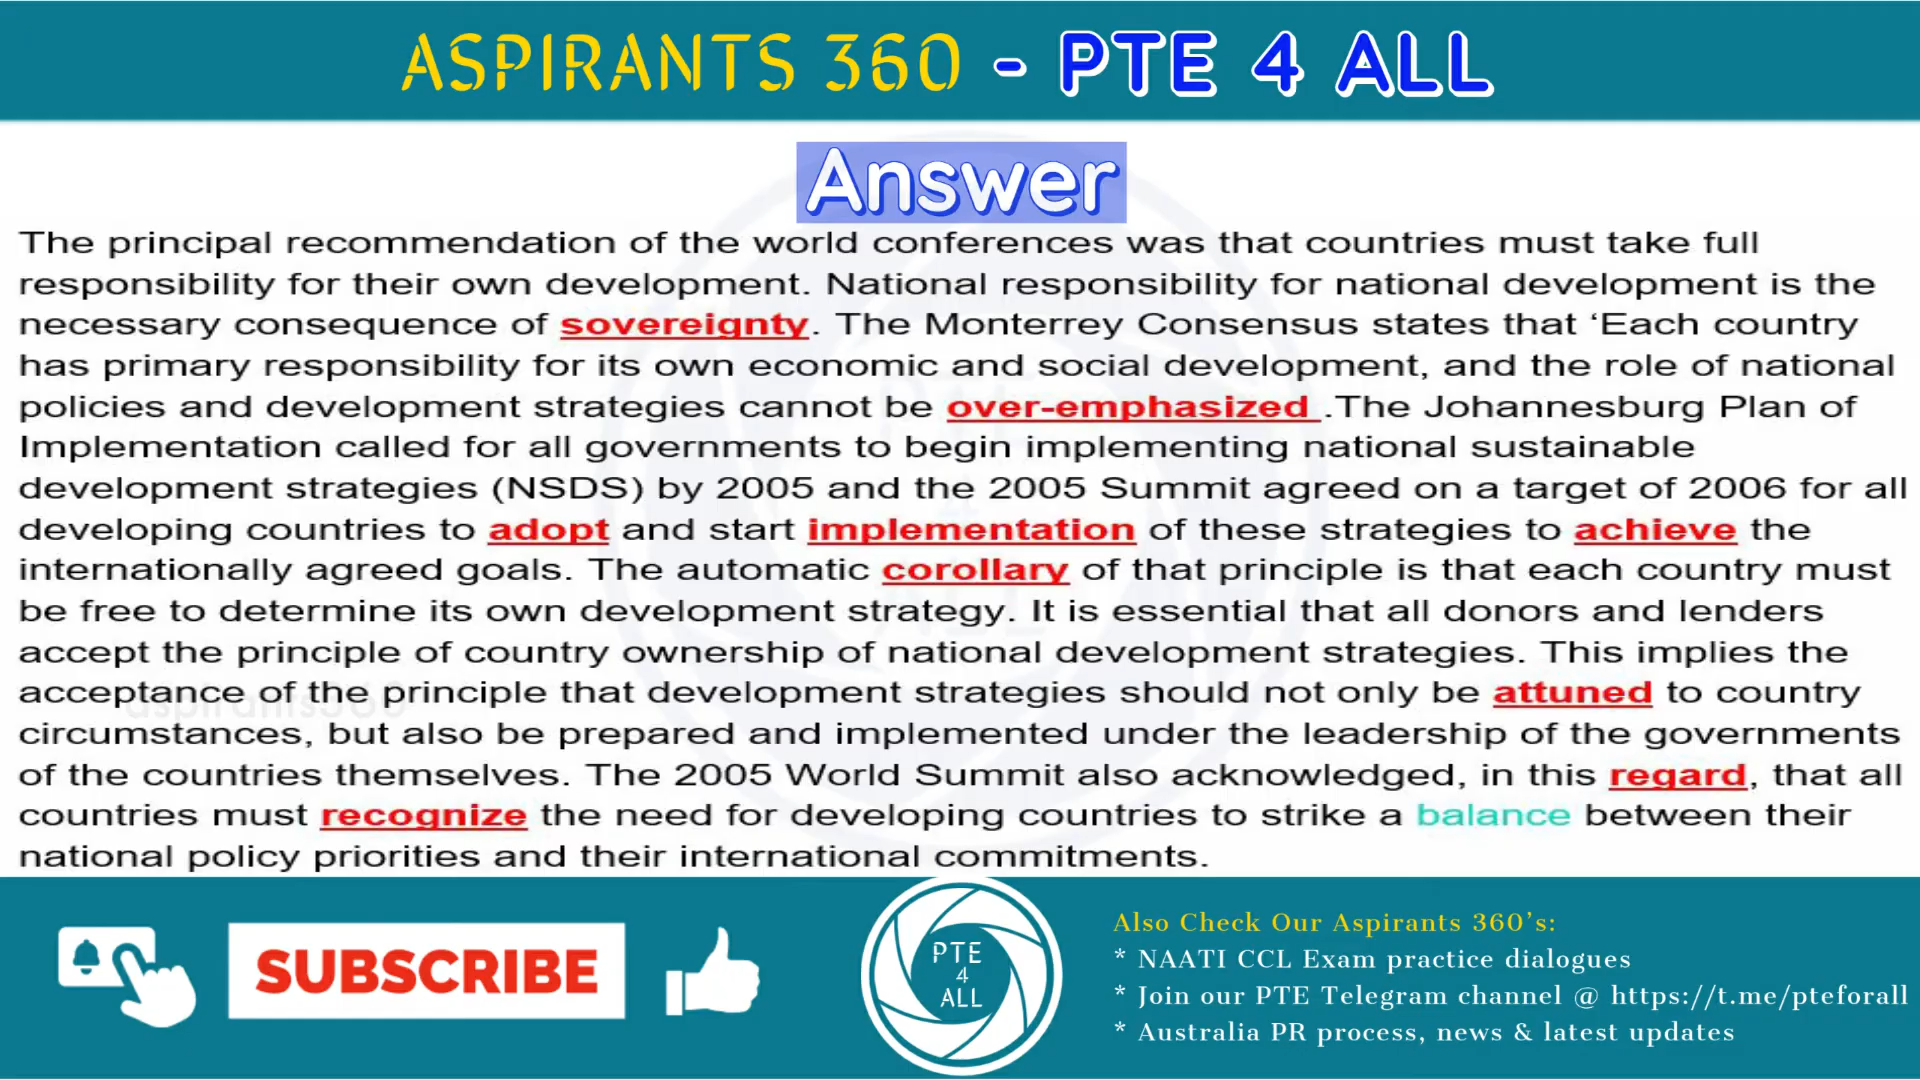 ASPIRANTS 360 - PTE 4 ALL
Answer
The principal recommendation of the world conferences was that countries must take full
responsibility for their own development. National responsibility for national development is the
necessary consequence of sovereignty. The Monterrey Consensus states that ‘Each country
has primary responsibility for its own economic and social development, and the role of national
policies and development strategies cannot be over-emphasized .The Johannesburg Plan of
Implementation called for all governments to begin implementing national sustainable
development strategies (NSDS) by 2005 and the 2005 Summit agreed on a target of 2006 for all
developing countries to adopt and start implementation of these strategies to achieve the
internationally agreed goals. The automatic corollary of that principle is that each country must
be free to determine its own development strategy. It is essential that all donors and lenders
accept the principle of country ownership of national development strategies. This implies the
acceptance of the principle that development strategies should not only be attuned to country
aspirants360
circumstances, but also be prepared and implemented under the leadership of the governments
of the countries themselves. The 2005 World Summit also acknowledged, in this regard, that all
countries must recognize the need for developing countries to strike a balance between their
national policy priorities and their international commitments.
SUBSCRIBE
PTE
4
ALL
Also Check Our Aspirants 360's:
* NAATI CCL Exam practice dialogues
* Join our PTE Telegram channel @ https://t.me/pteforall
* Australia PR process, news & latest updates